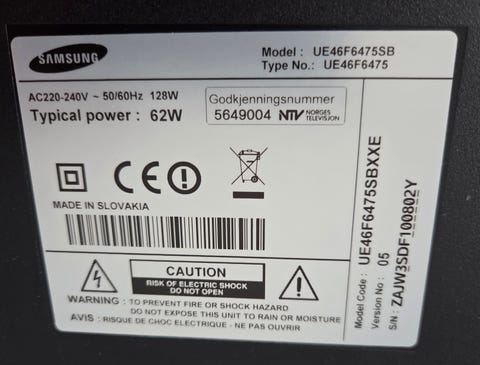 SAMSUNG
Model : UE46F6475SB
Type No.: UE46F6475
AC220-240V ~ 50/60Hz 128W
Typical power : 62W
Godkjenningsnummer
5649004 NTV NORGES
TELEVISJON
CE
MADE IN SLOVAKIA
CAUTION
RISK OF ELECTRIC SHOCK
DO NOT OPEN
WARNING : TO PREVENT FIRE OR SHOCK HAZARD
DO NOT EXPOSE THIS UNIT TO RAIN OR MOISTURE
AVIS : RISQUE DE CHOC ELECTRIQUE - NE PAS OUVRIR
Model Code : UE46F6475SBXXE
Version No : 05
S/N : ZAJW3SDF100802Y